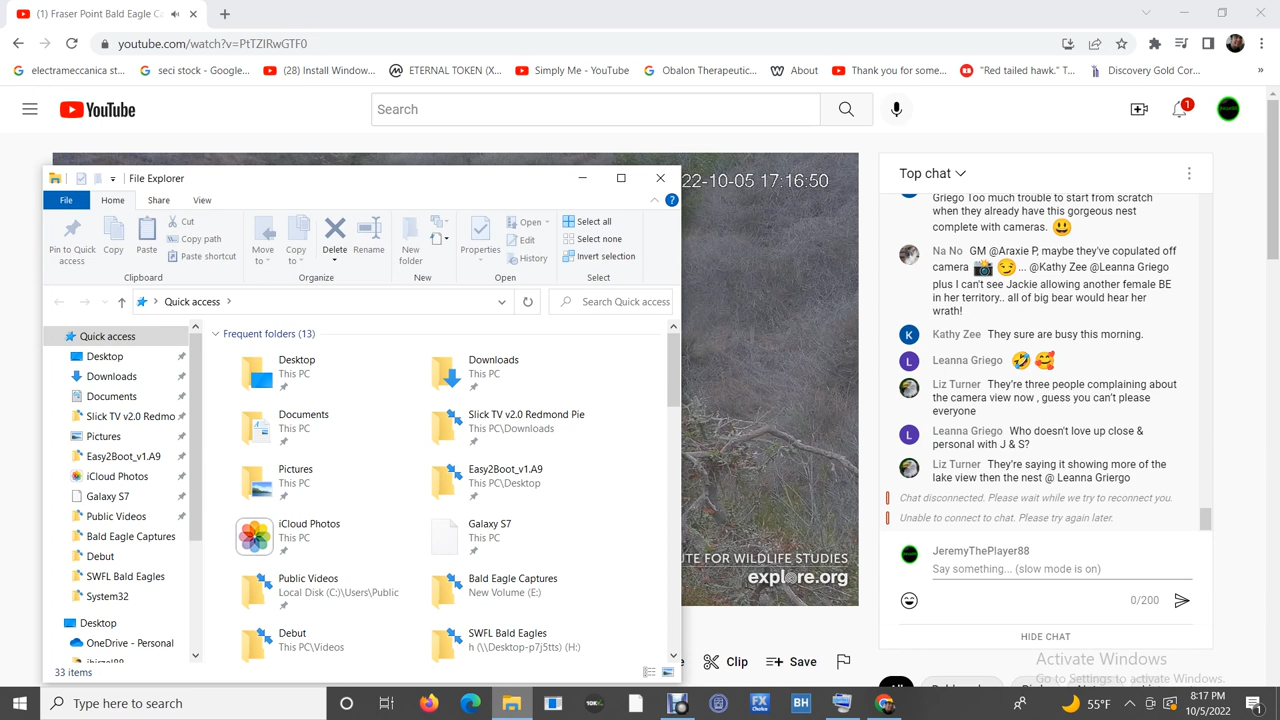 (1) Fraser Point Bald Eagle Ca
youtube.com/watch?v=PtTZlRwGTF0
electrameccanica st...
seci stock - Google...
(28) Install Window...
ETERNAL TOKEN (X...
Simply Me - YouTube
Obalon Therapeutic...
About
Thank you for some...
"Red tailed hawk." T...
Discovery Gold Cor...
»
YouTube
Search
1
File Explorer
File
Home
Share
View
Pin to Quick access
Copy
Paste
Cut
Copy path
Paste shortcut
Clipboard
Move to
Copy to
Delete
Rename
Organize
New folder
New
Properties
Open
Edit
History
Open
Select all
Select none
Invert selection
Select
Quick access
Search Quick access
Quick access
Desktop
Downloads
Documents
Slick TV v2.0 Redmo
Pictures
Easy2Boot_v1.A9
iCloud Photos
Galaxy S7
Public Videos
Bald Eagle Captures
Debut
SWFL Bald Eagles
System32
Desktop
OneDrive - Personal
Frequent folders (13)
Desktop
This PC
Downloads
This PC
Documents
This PC
Slick TV v2.0 Redmond Pie
This PC\Downloads
Pictures
This PC
Easy2Boot_v1.A9
This PC\Desktop
iCloud Photos
This PC
Galaxy S7
This PC
Public Videos
Local Disk (C:)\Users\Public
Bald Eagle Captures
New Volume (E:)
Debut
This PC\Videos
SWFL Bald Eagles
h (\\Desktop-p7j5tts) (H:)
33 items
22-10-05 17:16:50
UTE FOR WILDLIFE STUDIES
explore.org
Clip
Save
Top chat
Griego Too much trouble to start from scratch
when they already have this gorgeous nest
complete with cameras. 😃
Na No GM @Araxie P, maybe they've copulated off
camera 📸 😏... @Kathy Zee @Leanna Griego
plus I can't see Jackie allowing another female BE
in her territory.. all of big bear would hear her
wrath!
K Kathy Zee They sure are busy this morning.
L Leanna Griego 🤣 🥰
Liz Turner They're three people complaining about
the camera view now , guess you can't please
everyone
L Leanna Griego Who doesn't love up close &
personal with J & S?
Liz Turner They're saying it showing more of the
lake view then the nest @ Leanna Griergo
Chat disconnected. Please wait while we try to reconnect you.
Unable to connect to chat. Please try again later.
JeremyThePlayer88
Say something... (slow mode is on)
0/200
HIDE CHAT
Activate Windows
Go to Settings to activate Windows.
Type here to search
FX
Choice
BH
55°F
8:17 PM
10/5/2022
1